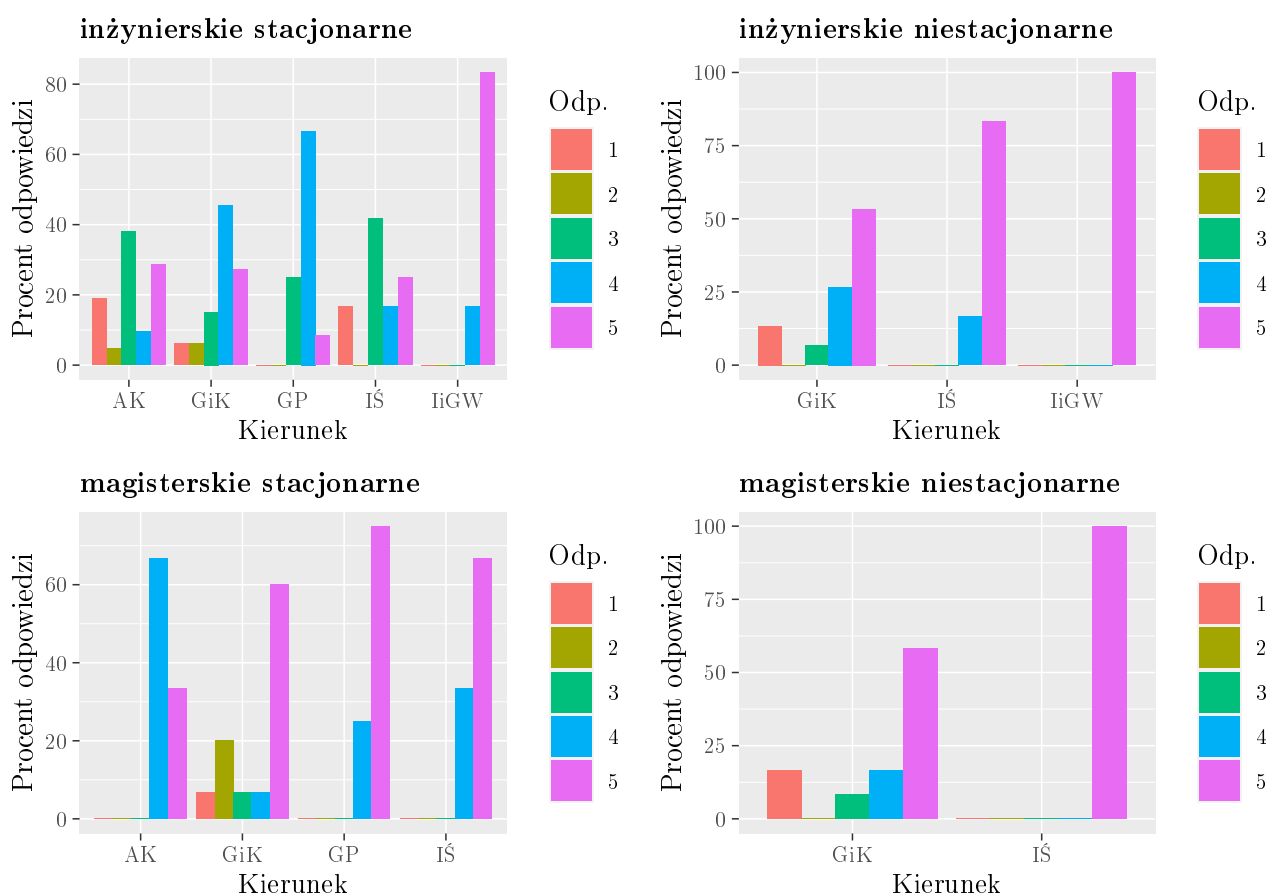 inżynierskie stacjonarne
Procent odpowiedzi
80
60
40
20
0
AK GiK GP IŚ IiGW
Kierunek
Odp.
1
2
3
4
5
inżynierskie niestacjonarne
Procent odpowiedzi
100
75
50
25
0
GiK IŚ IiGW
Kierunek
Odp.
1
2
3
4
5
magisterskie stacjonarne
Procent odpowiedzi
60
40
20
0
AK GiK GP IŚ
Kierunek
Odp.
1
2
3
4
5
magisterskie niestacjonarne
Procent odpowiedzi
100
75
50
25
0
GiK IŚ
Kierunek
Odp.
1
2
3
4
5